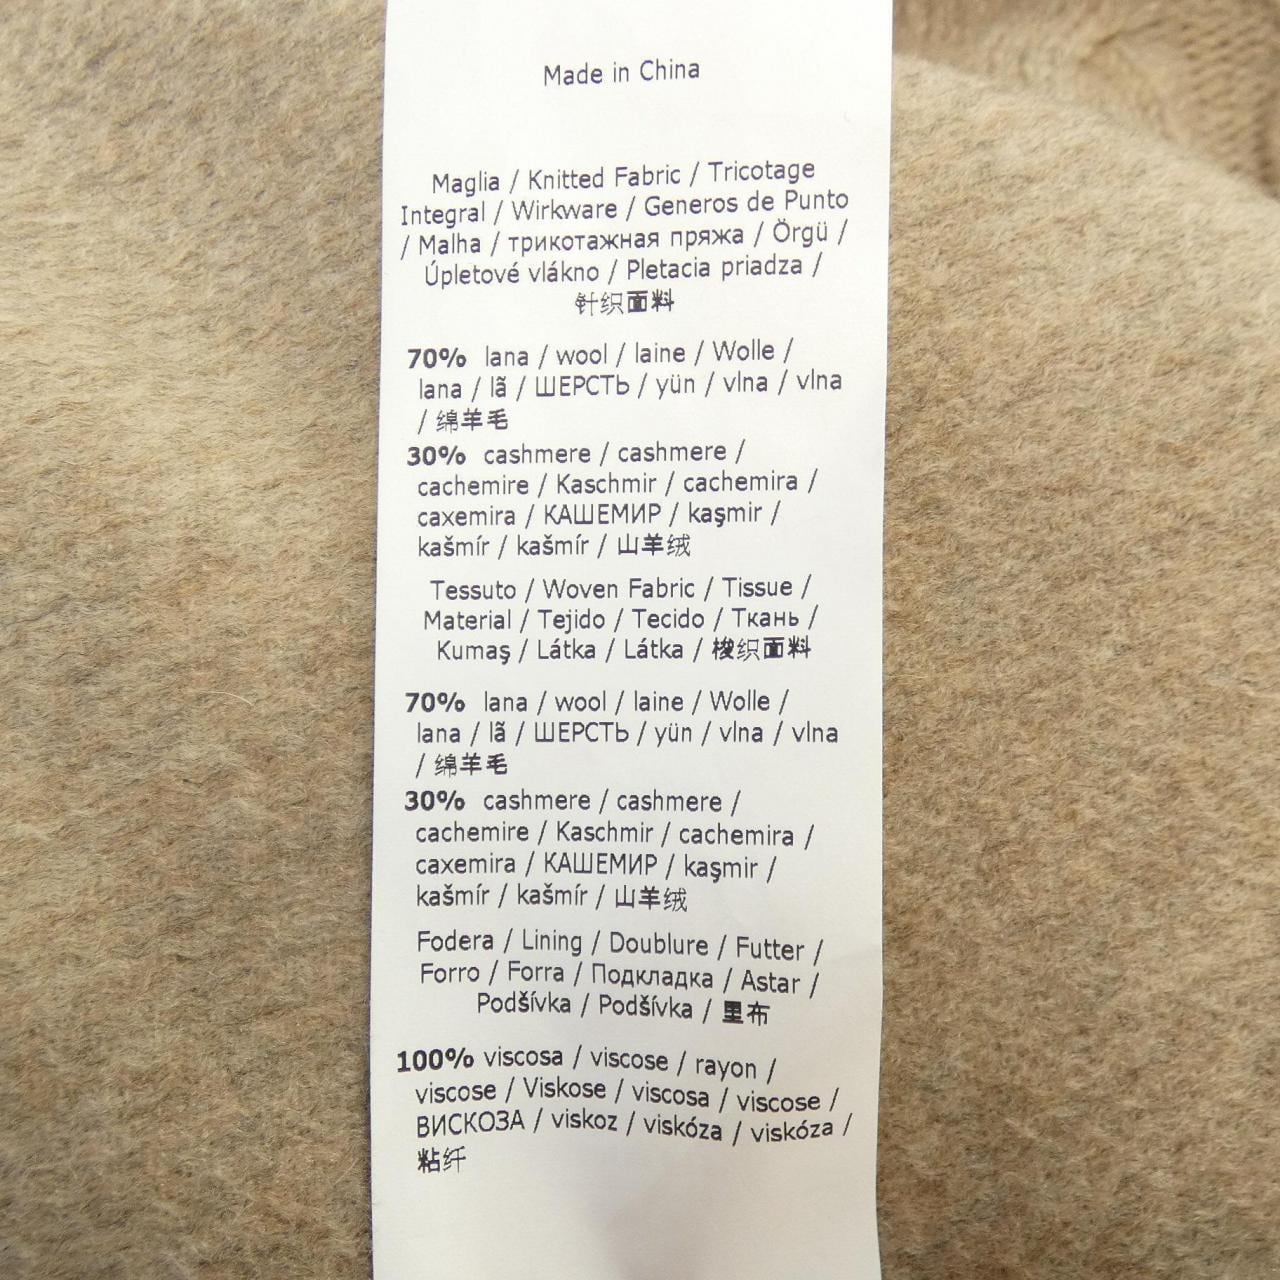 Made in China
Maglia / Knitted Fabric / Tricotage
Integral / Wirkware / Generos de Punto
/ Malha / трикотажная пряжа / Örgü /
Úpletové vlákno / Pletacia priadza /
针织面料
70% lana / wool / laine / Wolle /
lana / lã / ШЕРСТЬ / yün / vlna / vlna
/ 绵羊毛
30% cashmere / cashmere /
cachemire / Kaschmir / cachemira /
caxemira / КАШЕМИР / kaşmir /
kašmír / kašmír / 山羊绒
Tessuto / Woven Fabric / Tissue /
Material / Tejido / Tecido / Ткань /
Kumaş / Látka / Látka / 梭织面料
70% lana / wool / laine / Wolle /
lana / lã / ШЕРСТЬ / yün / vlna / vlna
/ 绵羊毛
30% cashmere / cashmere /
cachemire / Kaschmir / cachemira /
caxemira / КАШЕМИР / kaşmir /
kašmír / kašmír / 山羊绒
Fodera / Lining / Doublure / Futter /
Forro / Forra / Подкладка / Astar /
Podšívka / Podšívka / 里布
100% viscosa / viscose / rayon /
viscose / Viskose / viscosa / viscose /
ВИСКОЗА / viskoz / viskóza / viskóza /
粘纤